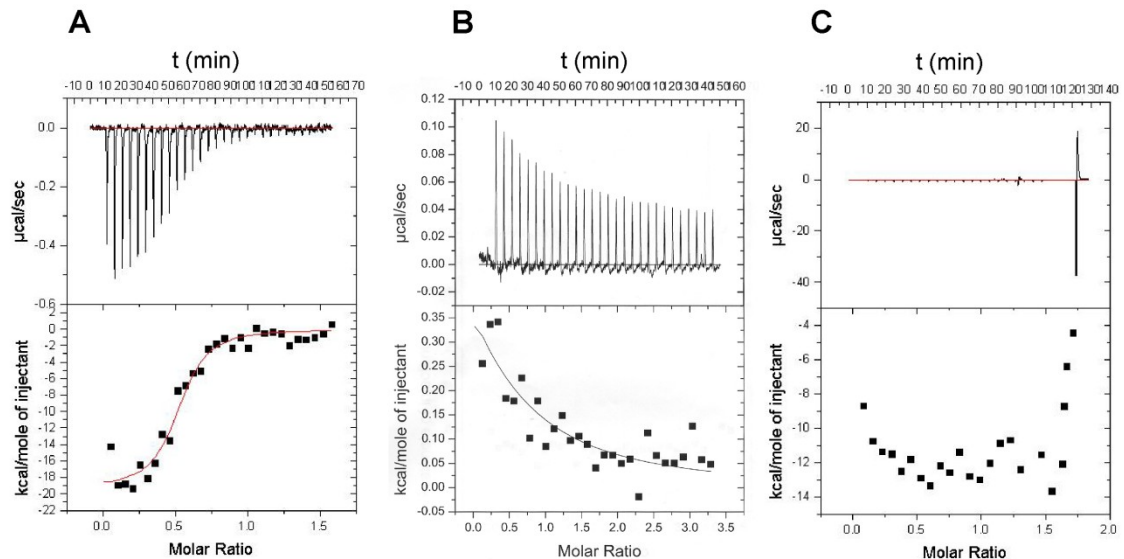 A
t (min)
-10 0 10 20 30 40 50 60 70 80 90 100 110 120 130 140 150 160 170
0.0
-0.2
-0.4
-0.6
µcal/sec
2
0
-2
-4
-6
-8
-10
-12
-14
-16
-18
-20
-22
kcal/mole of injectant
0.0 0.5 1.0 1.5
Molar Ratio
B
t (min)
-10 0 10 20 30 40 50 60 70 80 90 100 110 120 130 140 160
0.12
0.10
0.08
0.06
0.04
0.02
0.00
-0.02
µcal/sec
0.35
0.30
0.25
0.20
0.15
0.10
0.05
0.00
-0.05
kcal/mole of injectant
0.0 0.5 1.0 1.5 2.0 2.5 3.0 3.5
Molar Ratio
C
t (min)
-10 0 10 20 30 40 50 60 70 80 90 100 110 120 130 140
20
0
-20
-40
µcal/sec
-4
-6
-8
-10
-12
-14
kcal/mole of injectant
0.0 0.5 1.0 1.5 2.0
Molar Ratio